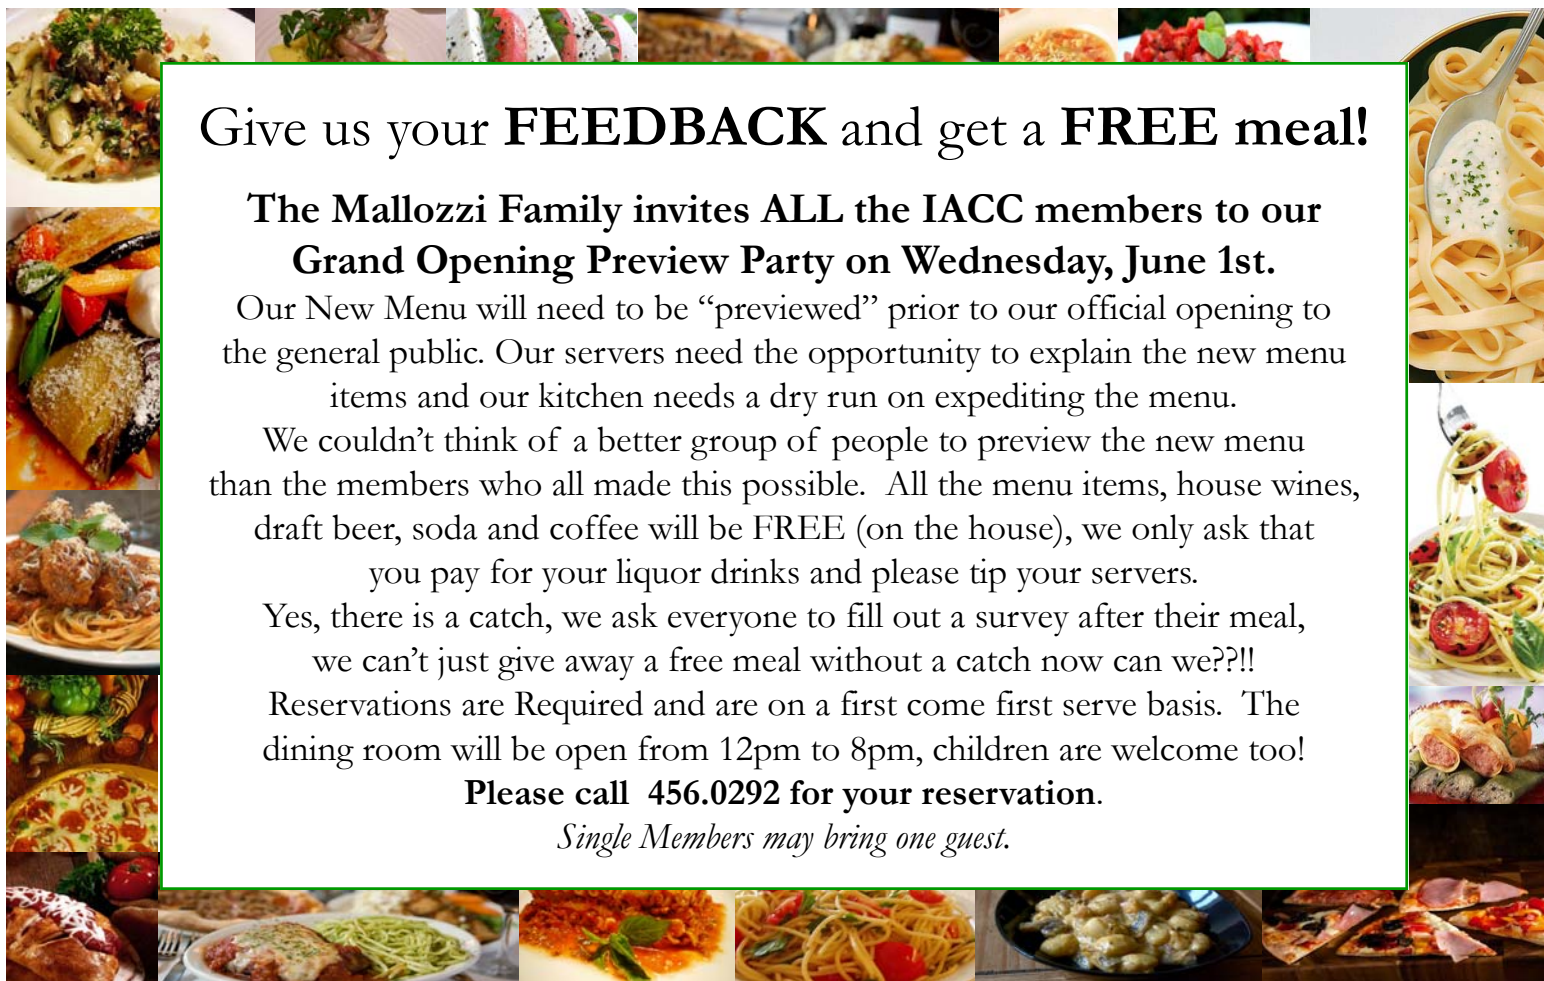 Give us your FEEDBACK and get a FREE meal!
The Mallozzi Family invites ALL the IACC members to our
Grand Opening Preview Party on Wednesday, June 1st.
Our New Menu will need to be “previewed” prior to our official opening to
the general public. Our servers need the opportunity to explain the new menu
items and our kitchen needs a dry run on expediting the menu.
We couldn’t think of a better group of people to preview the new menu
than the members who all made this possible.  All the menu items, house wines,
draft beer, soda and coffee will be FREE (on the house), we only ask that
you pay for your liquor drinks and please tip your servers.
Yes, there is a catch, we ask everyone to fill out a survey after their meal,
we can’t just give away a free meal without a catch now can we??!!
Reservations are Required and are on a first come first serve basis.  The
dining room will be open from 12pm to 8pm, children are welcome too!
Please call  456.0292 for your reservation.
Single Members may bring one guest.